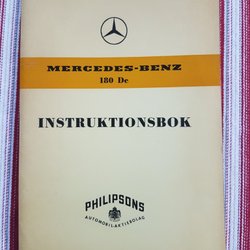 MERCEDES-BENZ
180 Dc
INSTRUKTIONSBOK
PHILIPSONS
AUTOMOBILAKTIEBOLAG